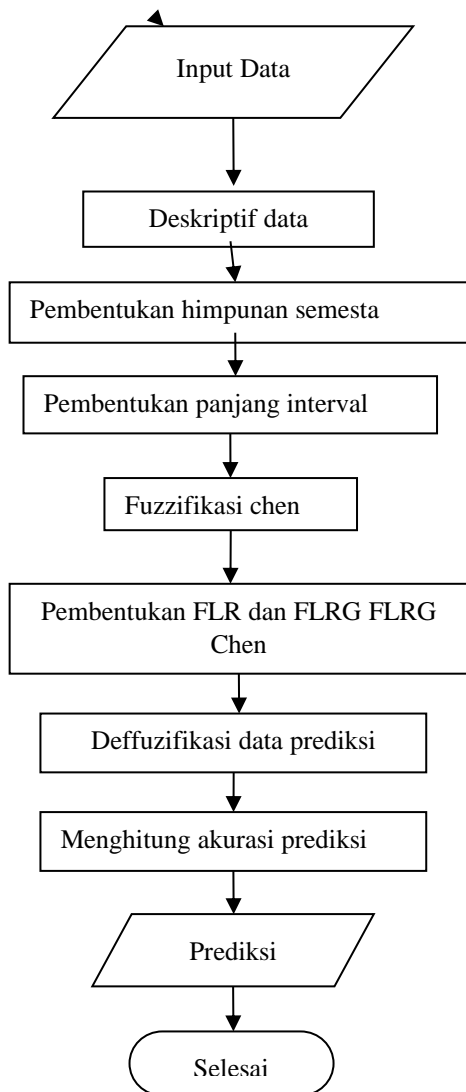 Input Data
Deskriptif data
Pembentukan himpunan semesta
Pembentukan panjang interval
Fuzzifikasi chen
Pembentukan FLR dan FLRG FLRG
Chen
Deffuzifikasi data prediksi
Menghitung akurasi prediksi
Prediksi
Selesai